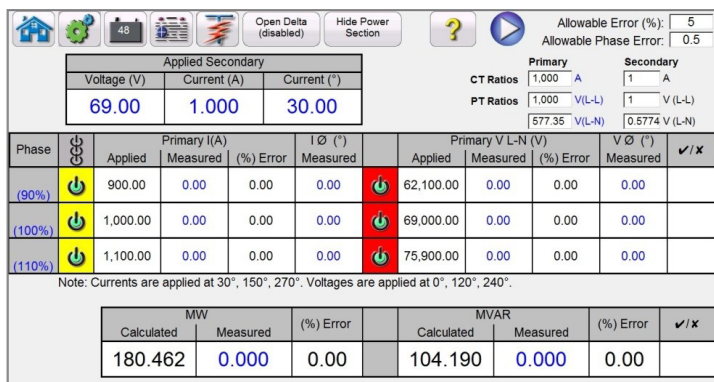 48
Open Delta (disabled)
Hide Power Section
?
Allowable Error (%): 5
Allowable Phase Error: 0.5
Applied Secondary
Voltage (V) Current (A) Current (°)
69.00 1.000 30.00
Primary Secondary
CT Ratios 1,000 A 1 A
PT Ratios 1,000 V(L-L) 1 V (L-L)
577.35 V(L-N) 0.5774 V (L-N)
Phase Primary I(A) I Ø (°) Primary V L-N (V) V Ø (°) ✔/✘
Applied Measured (%) Error Measured Applied Measured (%) Error Measured
(90%) 900.00 0.00 0.00 0.00 62,100.00 0.00 0.00 0.00
(100%) 1,000.00 0.00 0.00 0.00 69,000.00 0.00 0.00 0.00
(110%) 1,100.00 0.00 0.00 0.00 75,900.00 0.00 0.00 0.00
Note: Currents are applied at 30°, 150°, 270°. Voltages are applied at 0°, 120°, 240°.
MW (%) Error MVAR (%) Error ✔/✘
Calculated Measured Calculated Measured
180.462 0.000 0.00 104.190 0.000 0.00